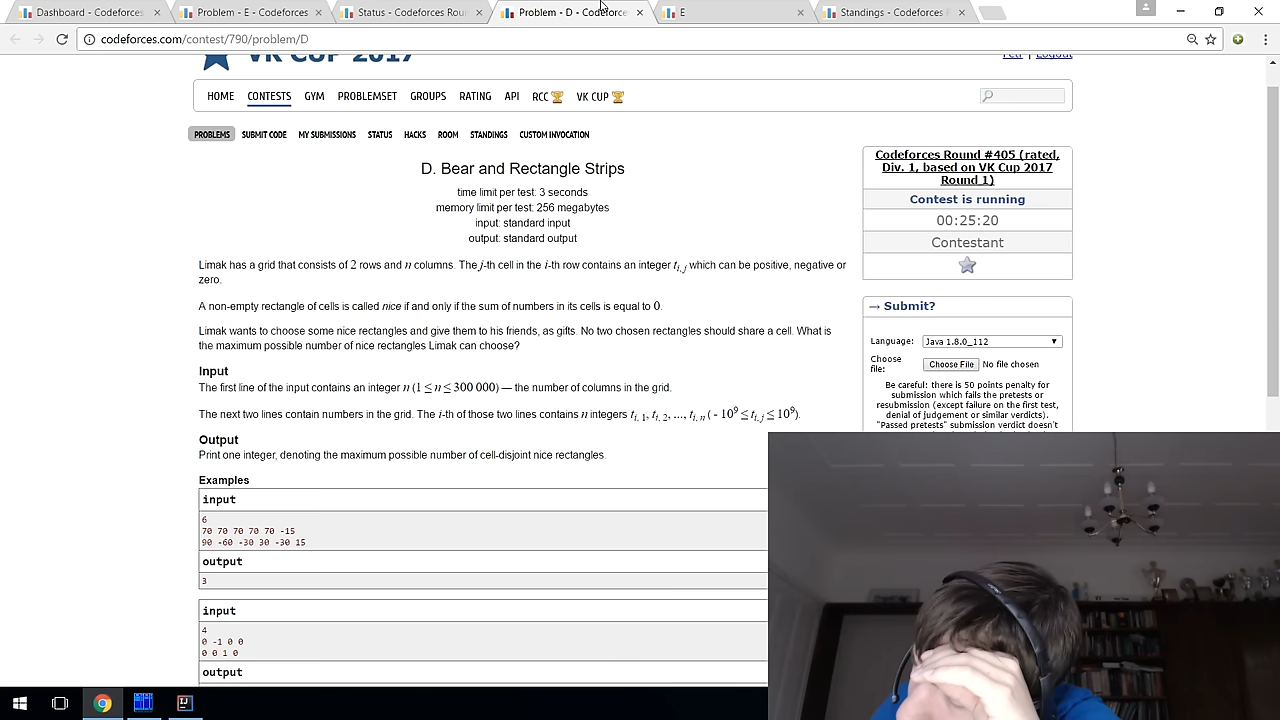 Dashboard - Codeforces
Problem - E - Codeforces
Status - Codeforces Rou
Problem - D - Codeforce
E
Standings - Codeforces
codeforces.com/contest/790/problem/D
VK CUP 2017
Petr | Logout
HOME CONTESTS GYM PROBLEMSET GROUPS RATING API RCC VK CUP
PROBLEMS SUBMIT CODE MY SUBMISSIONS STATUS HACKS ROOM STANDINGS CUSTOM INVOCATION
D. Bear and Rectangle Strips
time limit per test: 3 seconds
memory limit per test: 256 megabytes
input: standard input
output: standard output
Limak has a grid that consists of 2 rows and n columns. The j-th cell in the i-th row contains an integer t_{i, j} which can be positive, negative or
zero.
A non-empty rectangle of cells is called nice if and only if the sum of numbers in its cells is equal to 0.
Limak wants to choose some nice rectangles and give them to his friends, as gifts. No two chosen rectangles should share a cell. What is
the maximum possible number of nice rectangles Limak can choose?
Input
The first line of the input contains an integer n (1 ≤ n ≤ 300 000) — the number of columns in the grid.
The next two lines contain numbers in the grid. The i-th of those two lines contains n integers t_{i, 1}, t_{i, 2}, ..., t_{i, n} ( - 10^9 ≤ t_{i, j} ≤ 10^9).
Output
Print one integer, denoting the maximum possible number of cell-disjoint nice rectangles.
Examples
input
6
70 70 70 70 70 -15
90 -60 -30 30 -30 15
output
3
input
4
0 -1 0 0
0 0 1 0
output
Codeforces Round #405 (rated,
Div. 1, based on VK Cup 2017
Round 1)
Contest is running
00:25:20
Contestant
→ Submit?
Language: Java 1.8.0_112
Choose
file: Choose File No file chosen
Be careful: there is 50 points penalty for
submission which fails the pretests or
resubmission (except failure on the first test,
denial of judgement or similar verdicts).
"Passed pretests" submission verdict doesn't